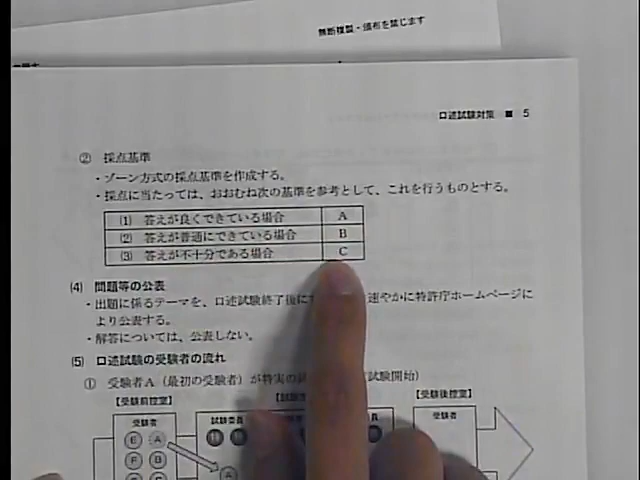 無断複製・頒布を禁じます
口述試験対策 ■ 5
② 採点基準
・ゾーン方式の採点基準を作成する。
・採点に当たっては、おおむね次の基準を参考として、これを行うものとする。
(1) 答えが良くできている場合 A
(2) 答えが普通にできている場合 B
(3) 答えが不十分である場合 C
(4) 問題等の公表
・出題に係るテーマを、口述試験終了後に 速やかに特許庁ホームページに
より公表する。
・解答については、公表しない。
(5) 口述試験の受験者の流れ
① 受験者A（最初の受験者）が特実の 試験開始）
【受験前控室】 【受験後控室】
受験者 試験委員 員 受験者
E A
F B
A